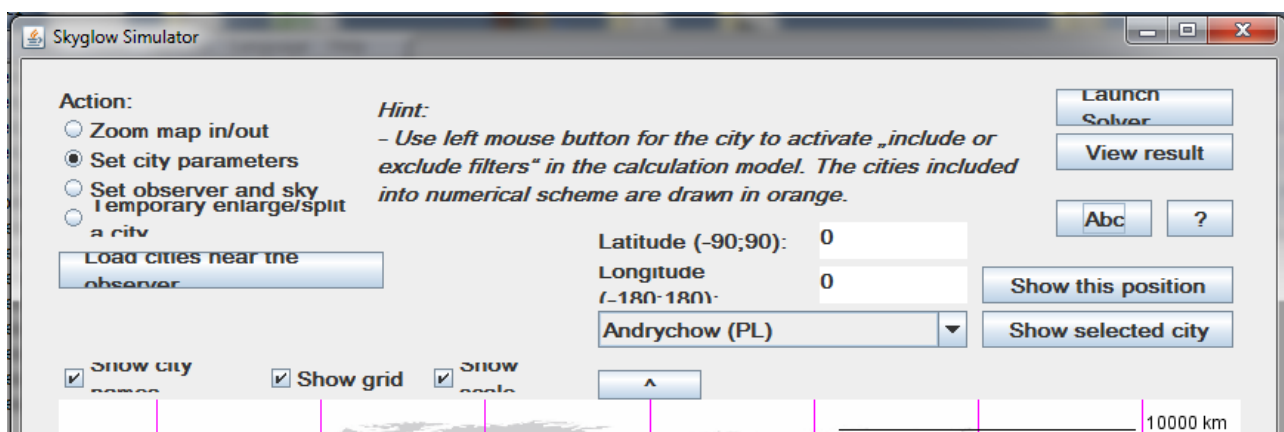 Skyglow Simulator
Action:
Zoom map in/out
Set city parameters
Set observer and sky
Temporary enlarge/split
a city
Load cities near the
observer
Hint:
– Use left mouse button for the city to activate „include or
exclude filters“ in the calculation model. The cities included
into numerical scheme are drawn in orange.
Launch
Solver
View result
Abc
?
Latitude (-90;90):
0
Longitude
(-180;180):
0
Show this position
Andrychow (PL)
Show selected city
Show city
names
Show grid
Show
scale
^
10000 km